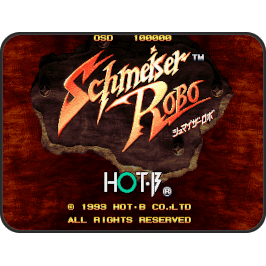 OSD 100000
Schmeiser™
Robo
シュマイザーロボ
HOT・B®
© 1993 HOT・B CO.,LTD
ALL RIGHTS RESERVED